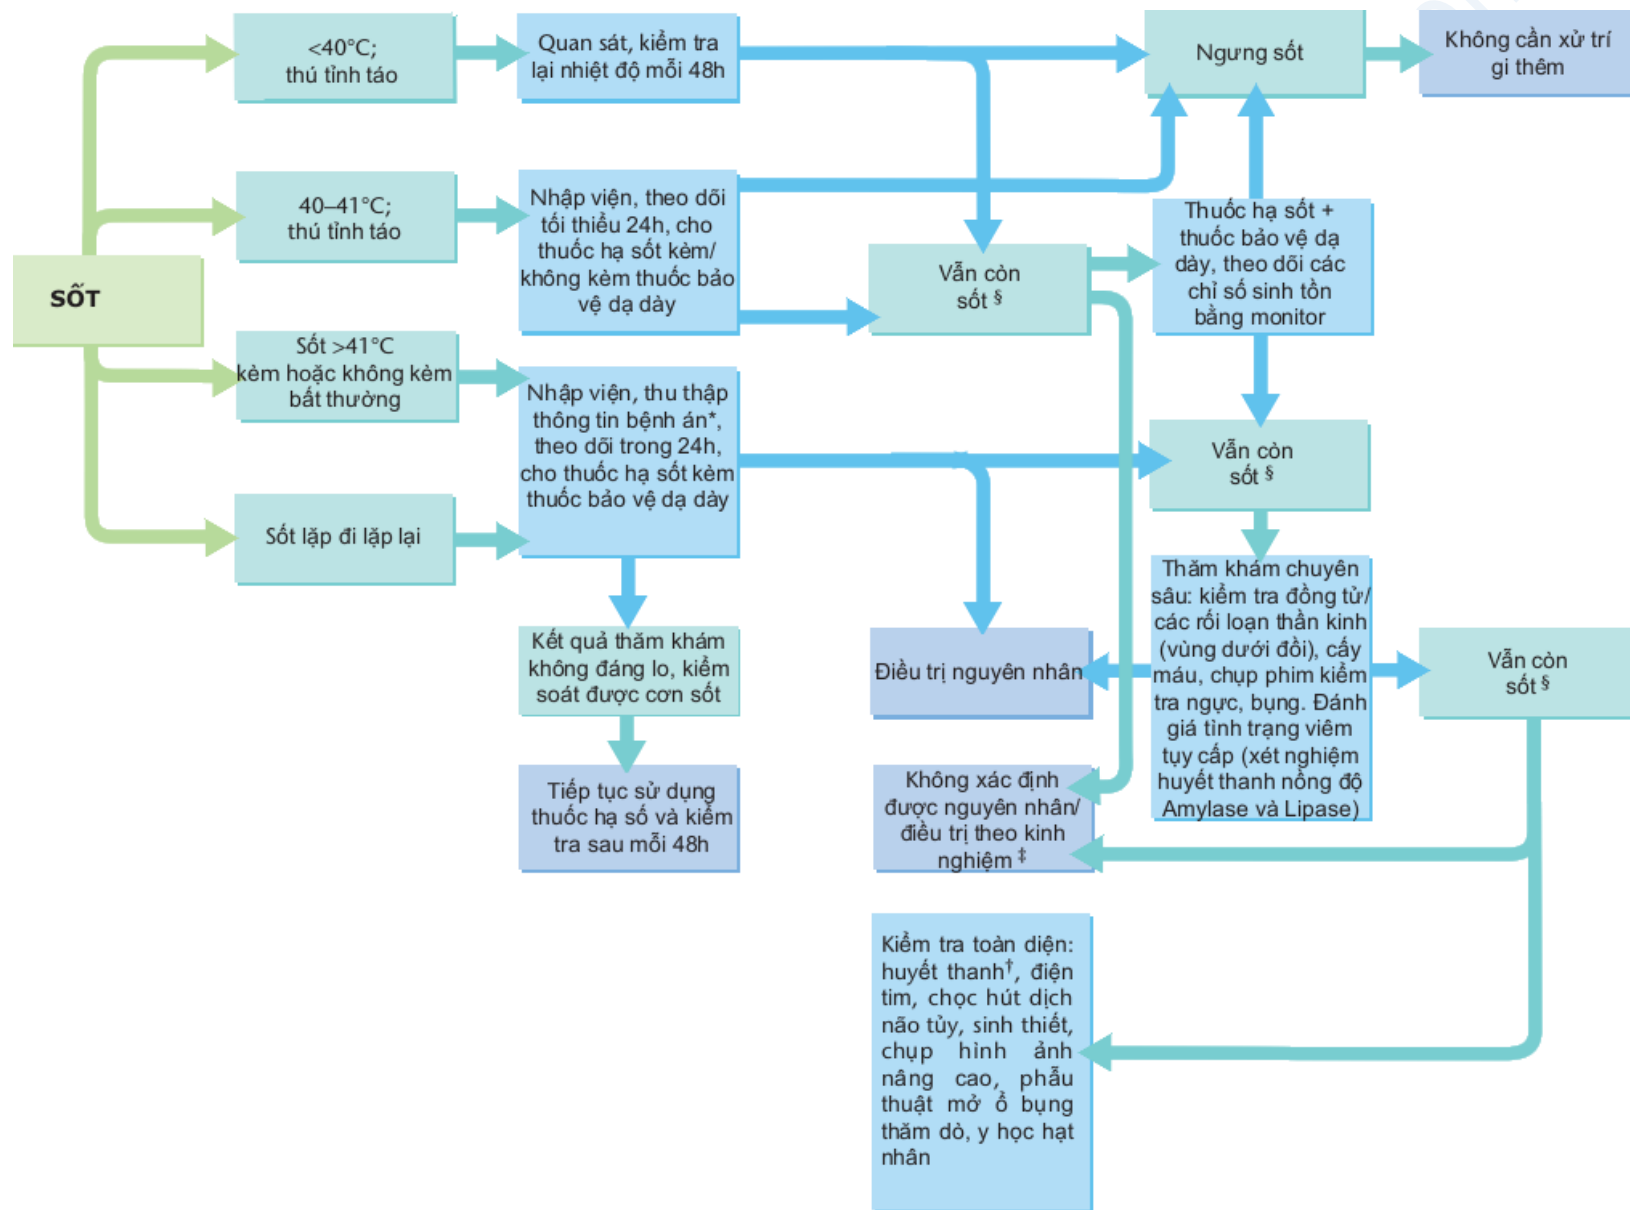 <40°C;
thú tỉnh táo
Quan sát, kiểm tra
lại nhiệt độ mỗi 48h
Ngưng sốt
Không cần xử trí
gi thêm
40–41°C;
thú tỉnh táo
Nhập viện, theo dõi
tối thiểu 24h, cho
thuốc hạ sốt kèm/
không kèm thuốc bảo
vệ dạ dày
Thuốc hạ sốt +
thuốc bảo vệ dạ
dày, theo dõi các
chỉ số sinh tồn
bằng monitor
Vẫn còn
sốt §
SỐT
Sốt >41°C
kèm hoặc không kèm
bất thường
Nhập viện, thu thập
thông tin bệnh án*,
theo dõi trong 24h,
cho thuốc hạ sốt kèm
thuốc bảo vệ dạ dày
Vẫn còn
sốt §
Sốt lặp đi lặp lại
Kết quả thăm khám
không đáng lo, kiểm
soát được cơn sốt
Điều trị nguyên nhân
Thăm khám chuyên
sâu: kiểm tra đồng tử/
các rối loạn thần kinh
(vùng dưới đồi), cấy
máu, chụp phim kiểm
tra ngực, bụng. Đánh
giá tình trạng viêm
tụy cấp (xét nghiệm
huyết thanh nồng độ
Amylase và Lipase)
Vẫn còn
sốt §
Tiếp tục sử dụng
thuốc hạ số và kiểm
tra sau mỗi 48h
Không xác định
được nguyên nhân/
điều trị theo kinh
nghiệm ‡
Kiểm tra toàn diện:
huyết thanh†, điện
tim, chọc hút dịch
não tủy, sinh thiết,
chụp hình ảnh
nâng cao, phẫu
thuật mở ổ bụng
thăm dò, y học hạt
nhân